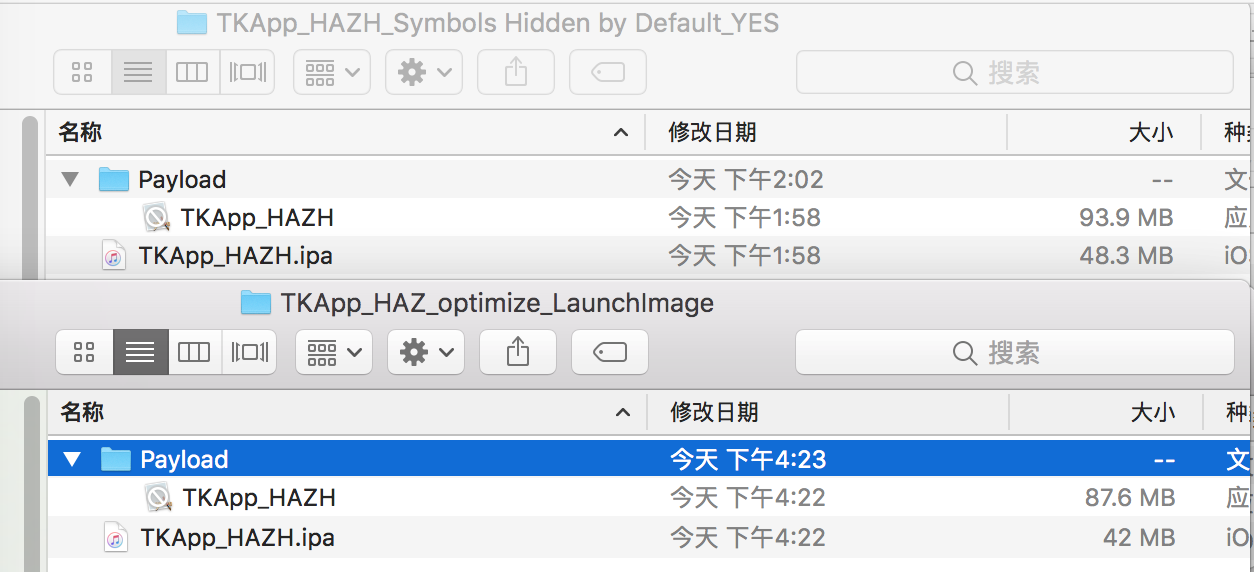 TKApp_HAZH_Symbols Hidden by Default_YES
搜索
名称 修改日期 大小
Payload 今天 下午2:02 --
TKApp_HAZH 今天 下午1:58 93.9 MB
TKApp_HAZH.ipa 今天 下午1:58 48.3 MB iO
TKApp_HAZ_optimize_LaunchImage
搜索
名称 修改日期 大小
Payload 今天 下午4:23 -- 文
TKApp_HAZH 今天 下午4:22 87.6 MB 应
TKApp_HAZH.ipa 今天 下午4:22 42 MB iO